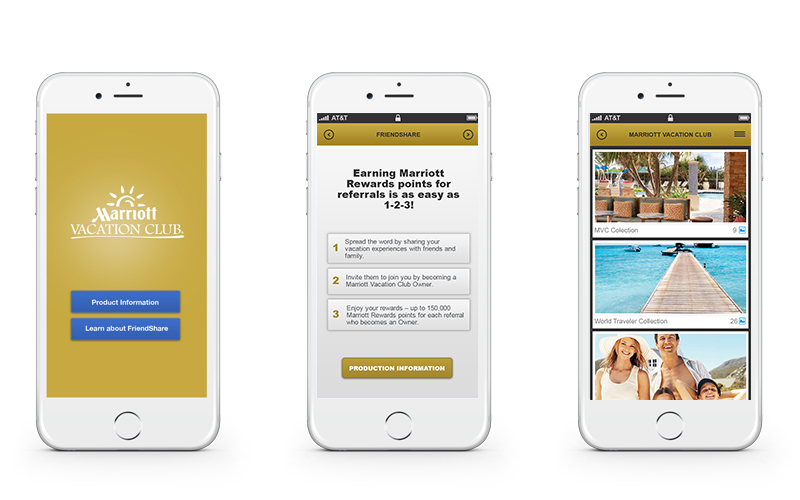 Marriott
VACATION CLUB®
Product Information
Learn about FriendShare
AT&T
FRIENDSHARE
Earning Marriott
Rewards points for
referrals is as easy as
1-2-3!
1 Spread the word by sharing your
vacation experiences with friends and
family.
2 Invite them to join you by becoming a
Marriott Vacation Club Owner.
3 Enjoy your rewards – up to 150,000
Marriott Rewards points for each referral
who becomes an Owner.
PRODUCTION INFORMATION
AT&T
MARRIOTT VACATION CLUB
MVC Colection 9
World Traveler Collection 26